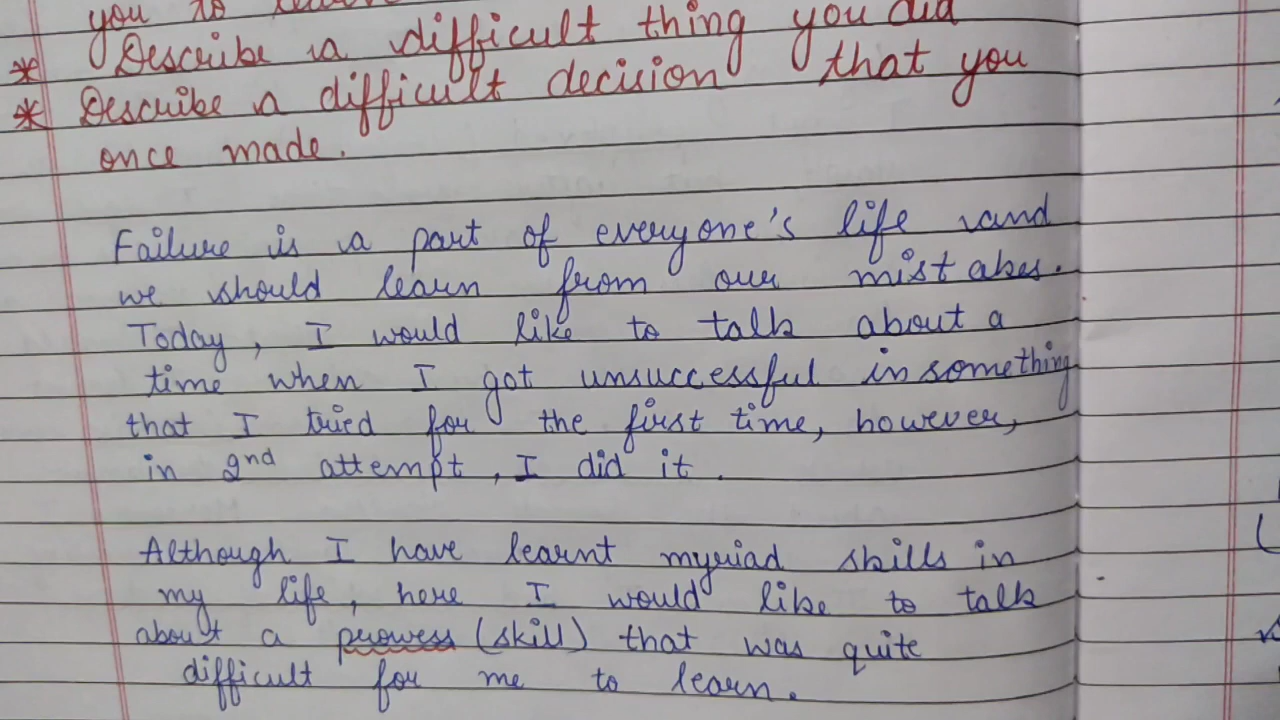 you to
* Describe a difficult thing you did
* Describe a difficult decision that you
once made.
Failure is a part of everyone's life and
we should learn from our mistakes.
Today, I would like to talk about a
time when I got unsuccessful in something
that I tried for the first time, however,
in 2nd attempt, I did it.
Although I have learnt myriad skills in
my life, here I would like to talk
about a prowess (skill) that was quite
difficult for me to learn.